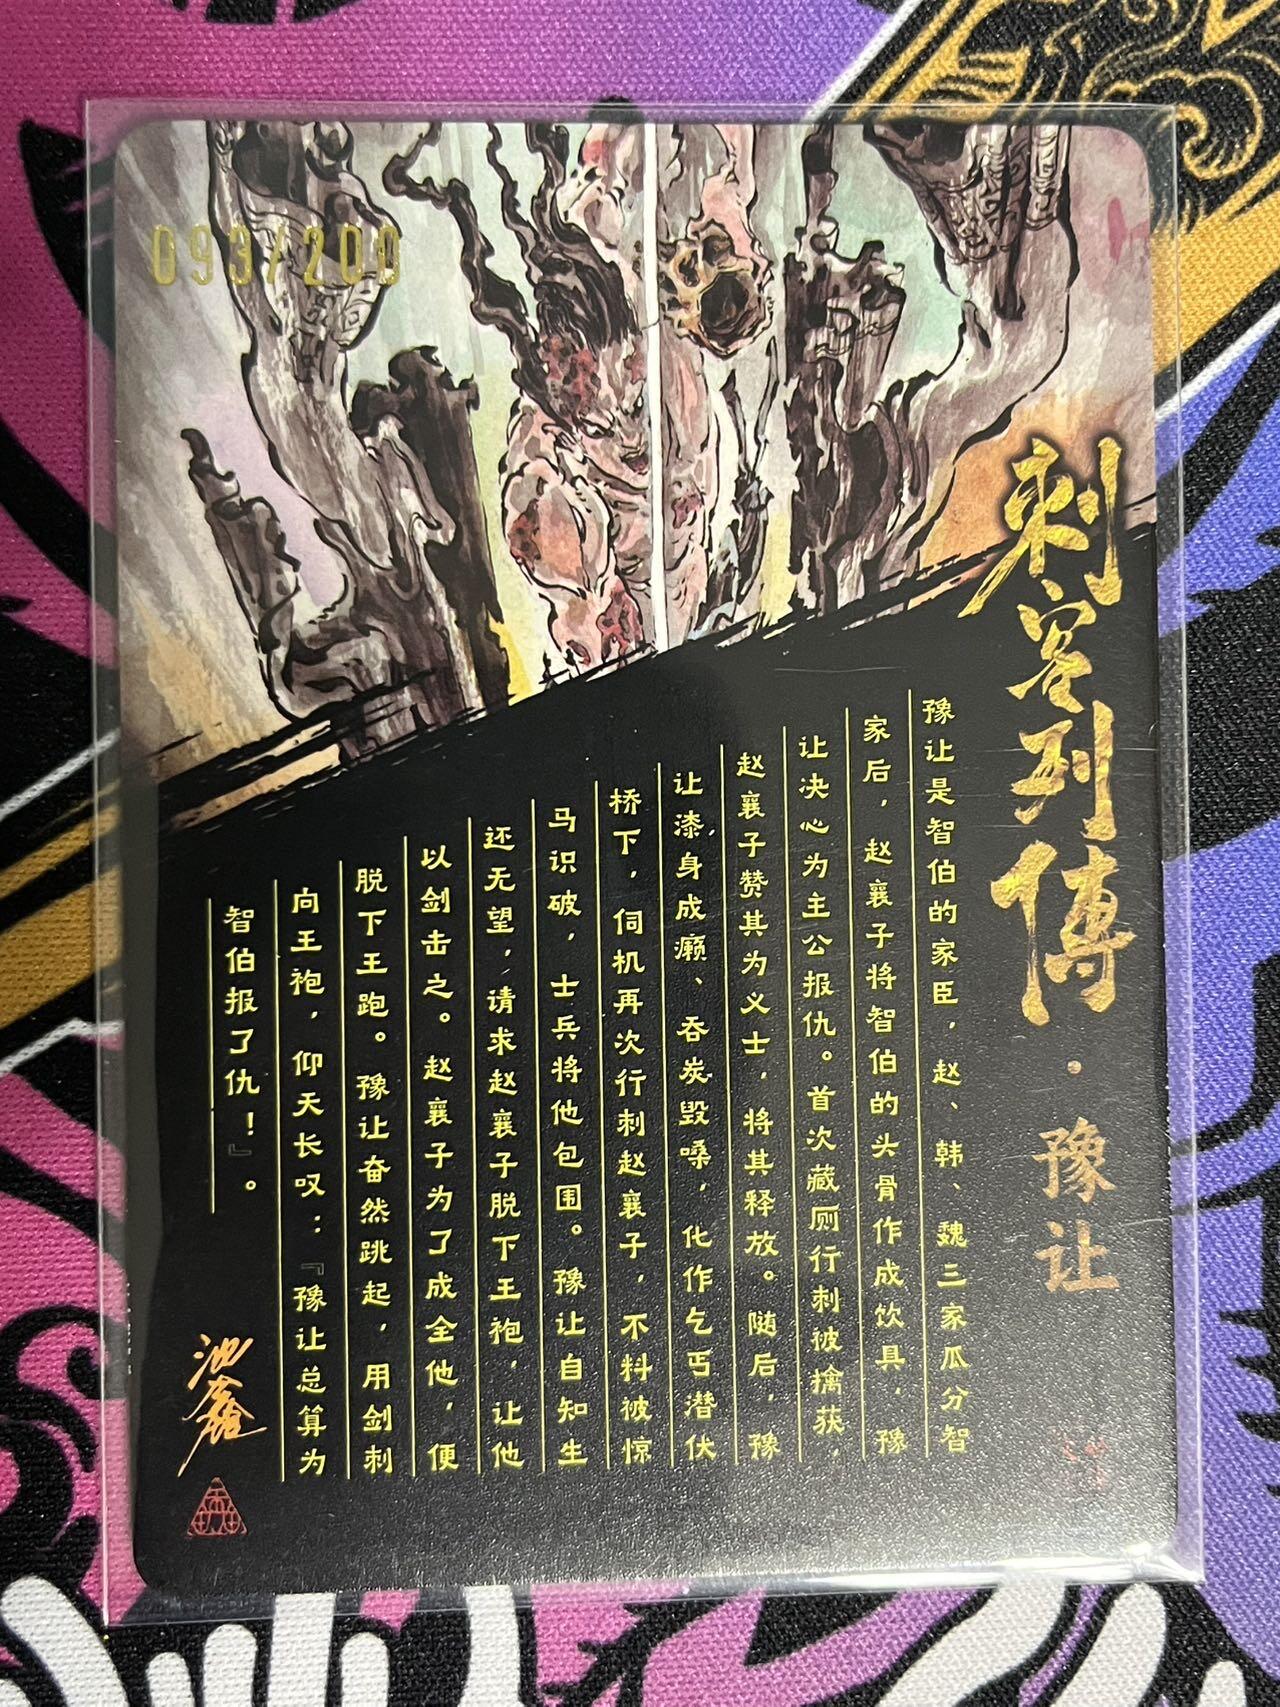 093/200
刺客列傳·豫让
豫让是智伯的家臣，赵、韩、魏三家瓜分智
家后，赵襄子将智伯的头骨作成饮具，豫
让决心为主公报仇。首次藏厕行刺被擒获，
赵襄子赞其为义士，将其释放。随后，豫
让漆身成癞、吞炭毁嗓，化作乞丐潜伏
桥下，伺机再次行刺赵襄子，不料被惊
马识破，士兵将他包围。豫让自知生
还无望，请求赵襄子脱下王袍，让他
以剑击之。赵襄子为了成全他，便
脱下王跑。豫让奋然跳起，用剑刺
向王袍，仰天长叹：『豫让总算为
智伯报了仇！』。